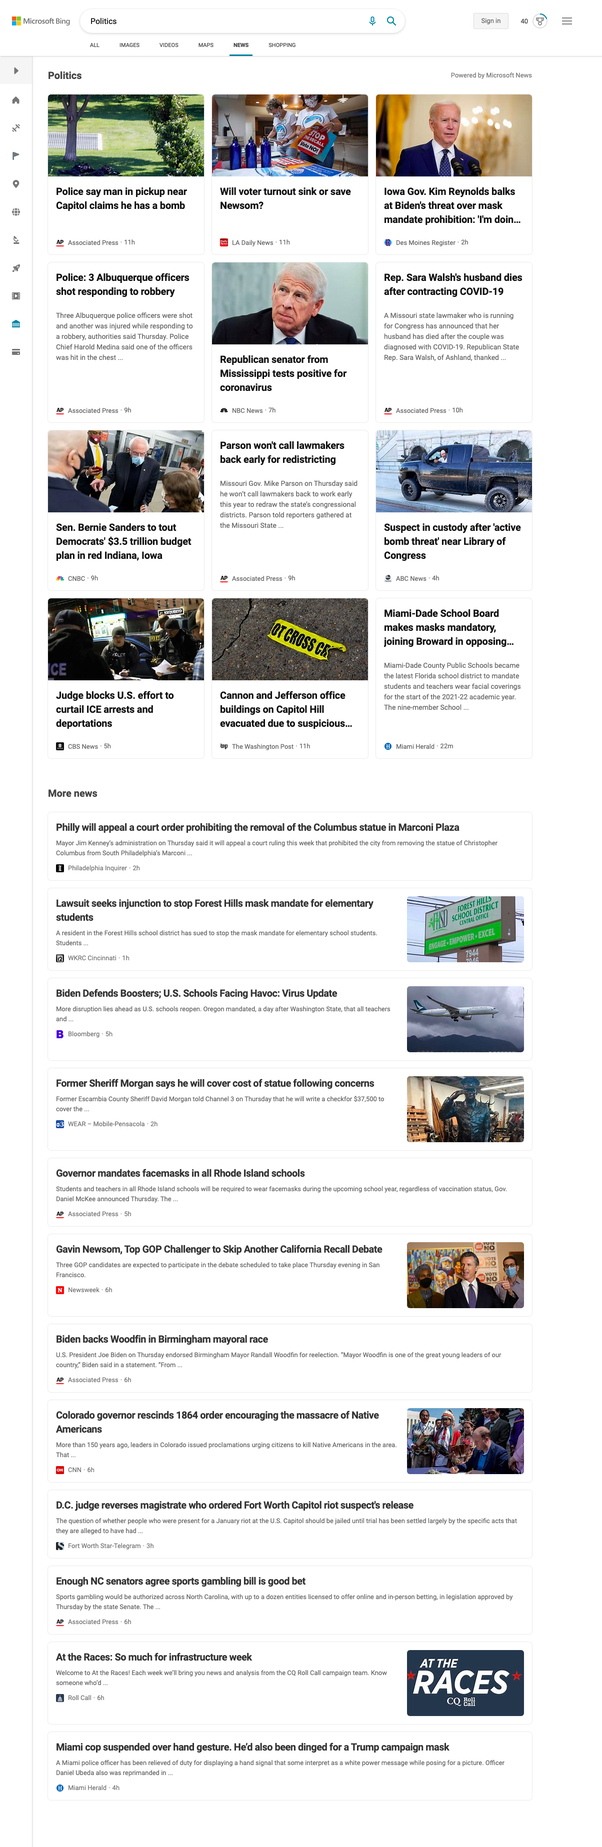 Microsoft Bing
Politics
Sign in
40
ALL
IMAGES
VIDEOS
MAPS
NEWS
SHOPPING
Politics
Powered by Microsoft News
Police say man in pickup near
Capitol claims he has a bomb
AP Associated Press · 11h
STOP
Will voter turnout sink or save
Newsom?
LA Daily News · 11h
Iowa Gov. Kim Reynolds balks
at Biden's threat over mask
mandate prohibition: 'I'm doin...
Des Moines Register · 2h
Police: 3 Albuquerque officers
shot responding to robbery
Three Albuquerque police officers were shot
and another was injured while responding to
a robbery, authorities said Thursday. Police
Chief Harold Medina said one of the officers
was hit in the chest ...
AP Associated Press · 9h
Republican senator from
Mississippi tests positive for
coronavirus
NBC News · 7h
Rep. Sara Walsh's husband dies
after contracting COVID-19
A Missouri state lawmaker who is running
for Congress has announced that her
husband has died after the couple was
diagnosed with COVID-19. Republican State
Rep. Sara Walsh, of Ashland, thanked ...
AP Associated Press · 10h
Sen. Bernie Sanders to tout
Democrats' $3.5 trillion budget
plan in red Indiana, Iowa
CNBC · 9h
Parson won't call lawmakers
back early for redistricting
Missouri Gov. Mike Parson on Thursday said
he won't call lawmakers back to work early
this year to redraw the state's congressional
districts. Parson told reporters gathered at
the Missouri State ...
AP Associated Press · 9h
Suspect in custody after 'active
bomb threat' near Library of
Congress
ABC News · 4h
ICE
Judge blocks U.S. effort to
curtail ICE arrests and
deportations
CBS News · 5h
OT CROSS CR
Cannon and Jefferson office
buildings on Capitol Hill
evacuated due to suspicious...
wp The Washington Post · 11h
Miami-Dade School Board
makes masks mandatory,
joining Broward in opposing...
Miami-Dade County Public Schools became
the latest Florida school district to mandate
students and teachers wear facial coverings
for the start of the 2021-22 academic year.
The nine-member School ...
Miami Herald · 22m
More news
Philly will appeal a court order prohibiting the removal of the Columbus statue in Marconi Plaza
Mayor Jim Kenney's administration on Thursday said it will appeal a court ruling this week that prohibited the city from removing the statue of Christopher
Columbus from South Philadelphia's Marconi ...
Philadelphia Inquirer · 2h
Lawsuit seeks injunction to stop Forest Hills mask mandate for elementary
students
A resident in the Forest Hills school district has sued to stop the mask mandate for elementary school students.
Students ...
WKRC Cincinnati · 1h
FOREST HILLS
SCHOOL DISTRICT
CENTRAL OFFICE
ENGAGE • EMPOWER • EXCEL
7944
Biden Defends Boosters; U.S. Schools Facing Havoc: Virus Update
More disruption lies ahead as U.S. schools reopen. Oregon mandated, a day after Washington State, that all teachers
and ...
B Bloomberg · 5h
Former Sheriff Morgan says he will cover cost of statue following concerns
Former Escambia County Sheriff David Morgan told Channel 3 on Thursday that he will write a checkfor $37,500 to
cover the ...
WEAR – Mobile-Pensacola · 2h
Governor mandates facemasks in all Rhode Island schools
Students and teachers in all Rhode Island schools will be required to wear facemasks during the upcoming school year, regardless of vaccination status, Gov.
Daniel McKee announced Thursday. The ...
AP Associated Press · 5h
Gavin Newsom, Top GOP Challenger to Skip Another California Recall Debate
Three GOP candidates are expected to participate in the debate scheduled to take place Thursday evening in San
Francisco.
N Newsweek · 6h
VOTE
NO
Biden backs Woodfin in Birmingham mayoral race
U.S. President Joe Biden on Thursday endorsed Birmingham Mayor Randall Woodfin for reelection. "Mayor Woodfin is one of the great young leaders of our
country," Biden said in a statement. "From ...
AP Associated Press · 6h
Colorado governor rescinds 1864 order encouraging the massacre of Native
Americans
More than 150 years ago, leaders in Colorado issued proclamations urging citizens to kill Native Americans in the area.
That ...
CNN CNN · 6h
D.C. judge reverses magistrate who ordered Fort Worth Capitol riot suspect's release
The question of whether people who were present for a January riot at the U.S. Capitol should be jailed until trial has been settled largely by the specific acts that
they are alleged to have had ...
Fort Worth Star-Telegram · 3h
Enough NC senators agree sports gambling bill is good bet
Sports gambling would be authorized across North Carolina, with up to a dozen entities licensed to offer online and in-person betting, in legislation approved by
Thursday by the state Senate. The ...
AP Associated Press · 6h
At the Races: So much for infrastructure week
Welcome to At the Races! Each week we'll bring you news and analysis from the CQ Roll Call campaign team. Know
someone who'd ...
Roll Call · 6h
AT THE
RACES
CQ Roll Call
Miami cop suspended over hand gesture. He'd also been dinged for a Trump campaign mask
A Miami police officer has been relieved of duty for displaying a hand signal that some interpret as a white power message while posing for a picture. Officer
Daniel Ubeda also was reprimanded in ...
Miami Herald · 4h